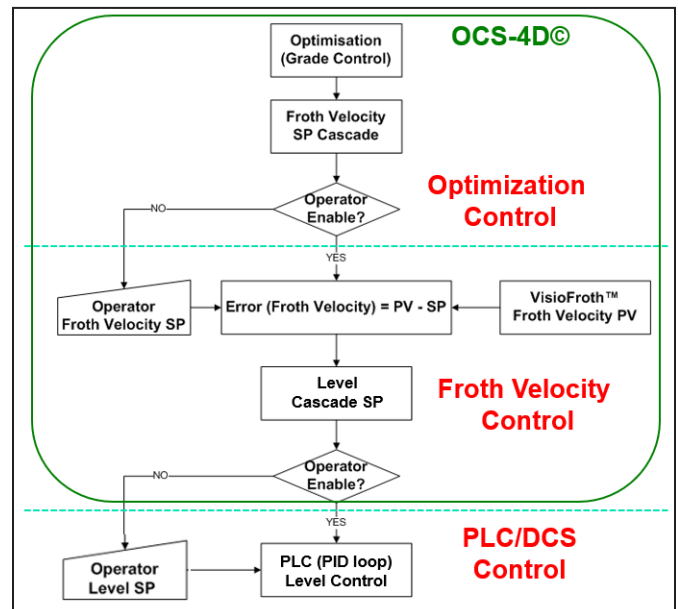 OCS-4D©
Optimisation
(Grade Control)
Froth Velocity
SP Cascade
Optimization
Control
Operator
Enable?
NO
YES
Operator
Froth Velocity SP
Error (Froth Velocity) = PV - SP
VisioFroth™
Froth Velocity PV
Level
Cascade SP
Froth Velocity
Control
Operator
Enable?
NO
YES
PLC/DCS
Control
Operator
Level SP
PLC (PID loop)
Level Control